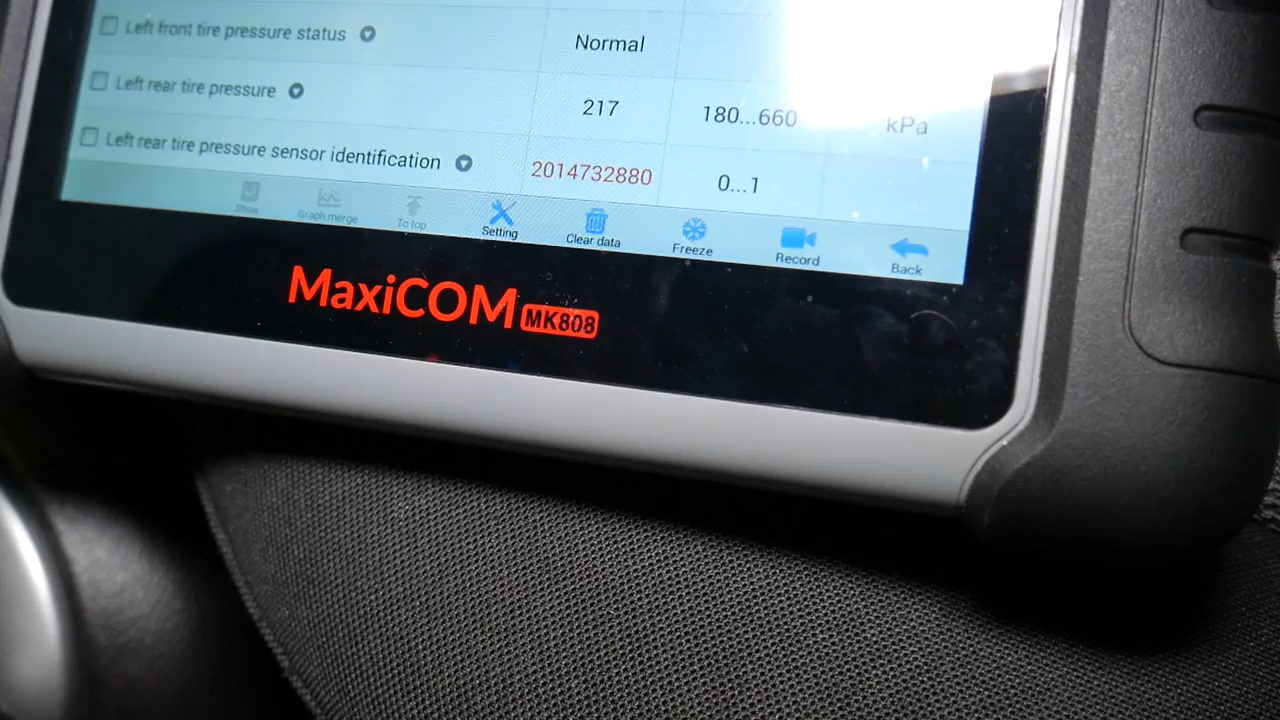 Left front tire pressure status Normal
Left rear tire pressure 217 180...660 kPa
Left rear tire pressure sensor identification 2014732880 0...1
Show Graph merge To top Setting Clear data Freeze Record Back
MaxiCOM MK808